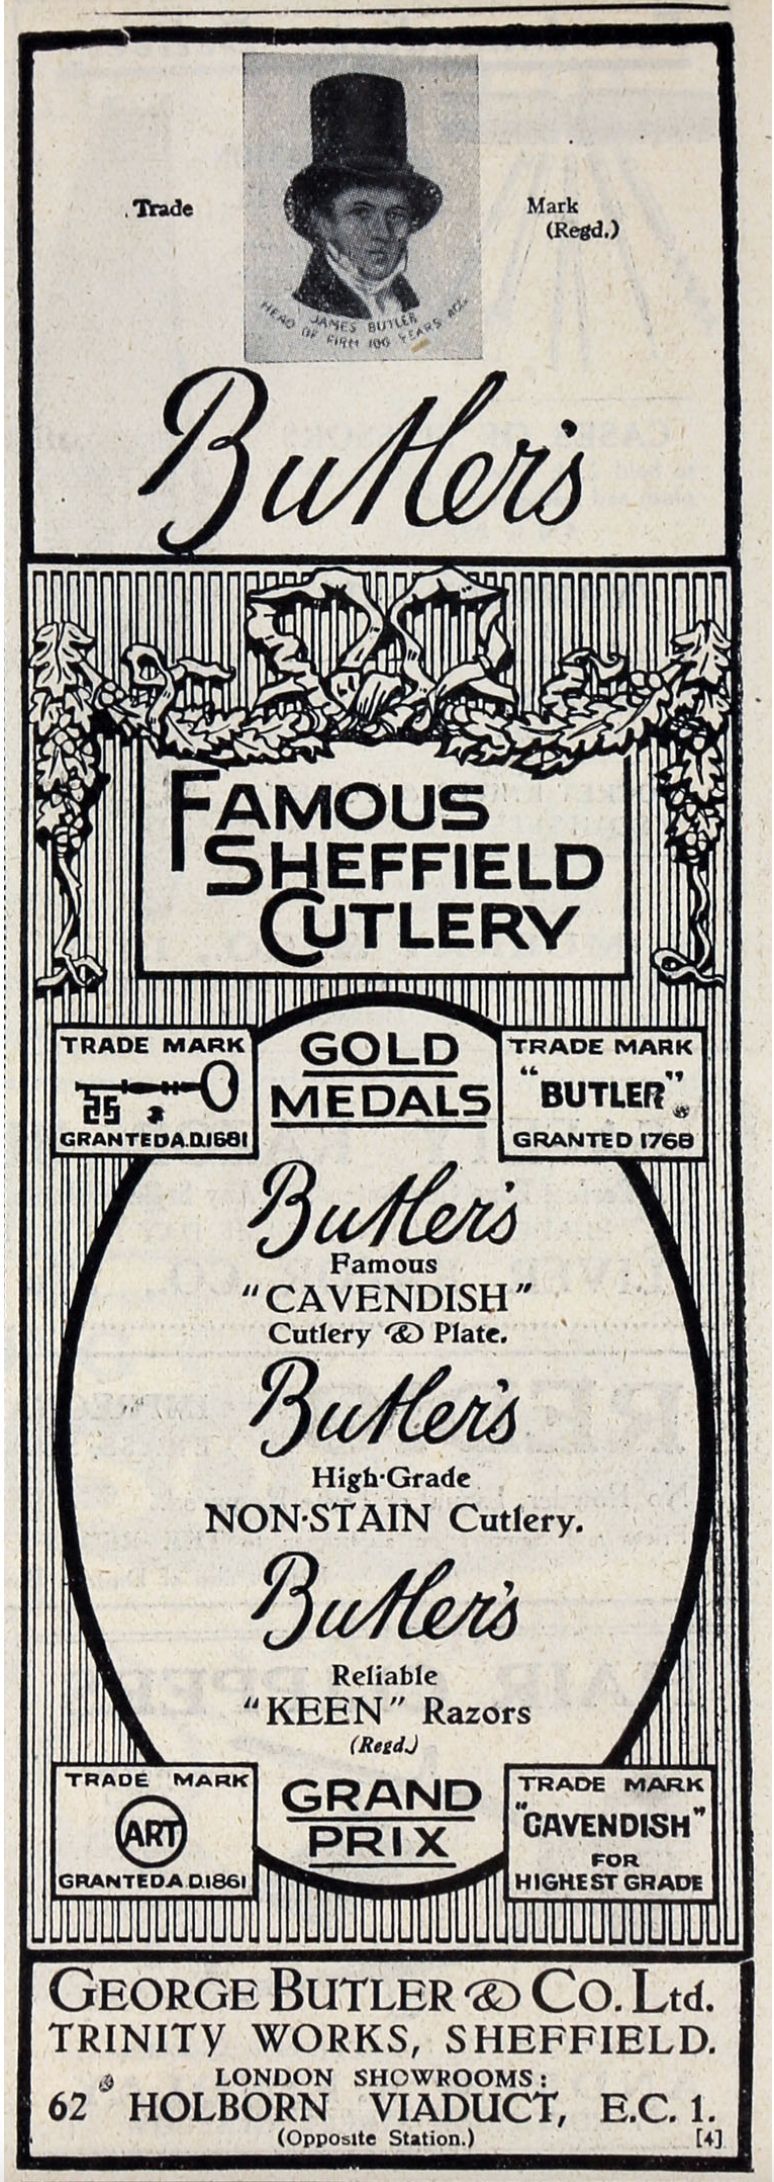 Trade
Mark
(Regd.)
JAMES BUTLER
HEAD OF FIRM 100 YEARS AGO.
Butler's
FAMOUS
SHEFFIELD
CUTLERY
TRADE MARK
GRANTED A.D. 1681
GOLD
MEDALS
TRADE MARK
"BUTLER"
GRANTED 1768
Butler's
Famous
"CAVENDISH"
Cutlery & Plate.
Butler's
High-Grade
NON-STAIN Cutlery.
Butler's
Reliable
"KEEN" Razors
(Regd.)
TRADE MARK
ART
GRANTED A.D. 1861
GRAND
PRIX
TRADE MARK
"CAVENDISH"
FOR
HIGHEST GRADE
GEORGE BUTLER & CO. Ltd.
TRINITY WORKS, SHEFFIELD.
LONDON SHOWROOMS:
62 HOLBORN VIADUCT, E.C. 1.
(Opposite Station.)
[4]